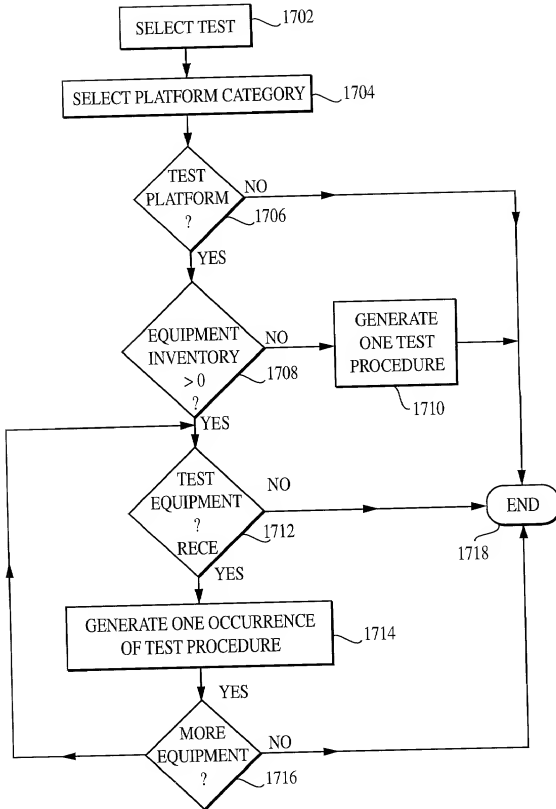 SELECT TEST
1702
SELECT PLATFORM CATEGORY
1704
TEST
PLATFORM
?
NO
1706
YES
EQUIPMENT
INVENTORY
>0
?
NO
1708
GENERATE
ONE TEST
PROCEDURE
1710
YES
TEST
EQUIPMENT
?
RECE
NO
1712
END
1718
YES
GENERATE ONE OCCURRENCE
OF TEST PROCEDURE
1714
YES
MORE
EQUIPMENT
?
NO
1716